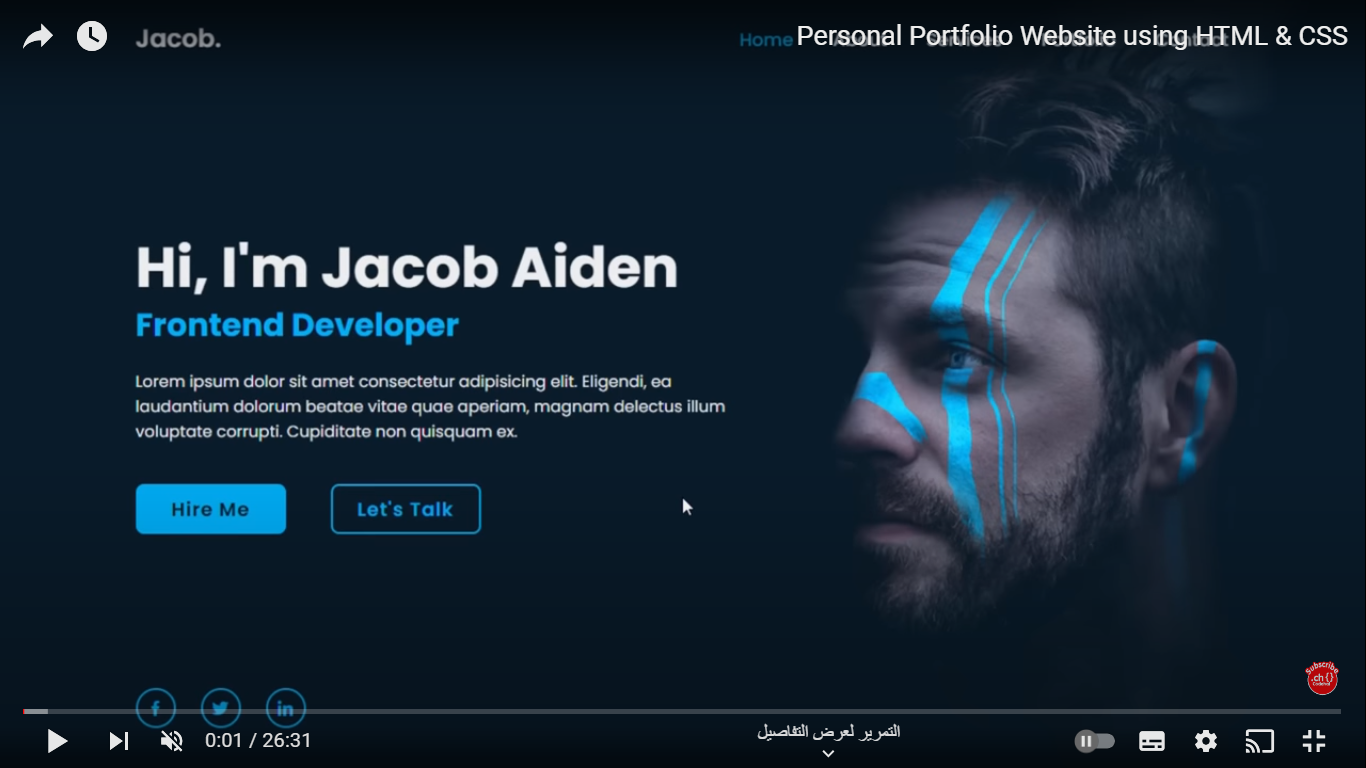 Personal Portfolio Website using HTML & CSS
Jacob.
Home
Hi, I'm Jacob Aiden
Frontend Developer
Lorem ipsum dolor sit amet consectetur adipisicing elit. Eligendi, ea
laudantium dolorum beatae vitae quae aperiam, magnam delectus illum
voluptate corrupti. Cupiditate non quisquam ex.
Hire Me
Let's Talk
Subscribe
.ch {}
f
in
0:01 / 26:31
التمرير لعرض التفاصيل